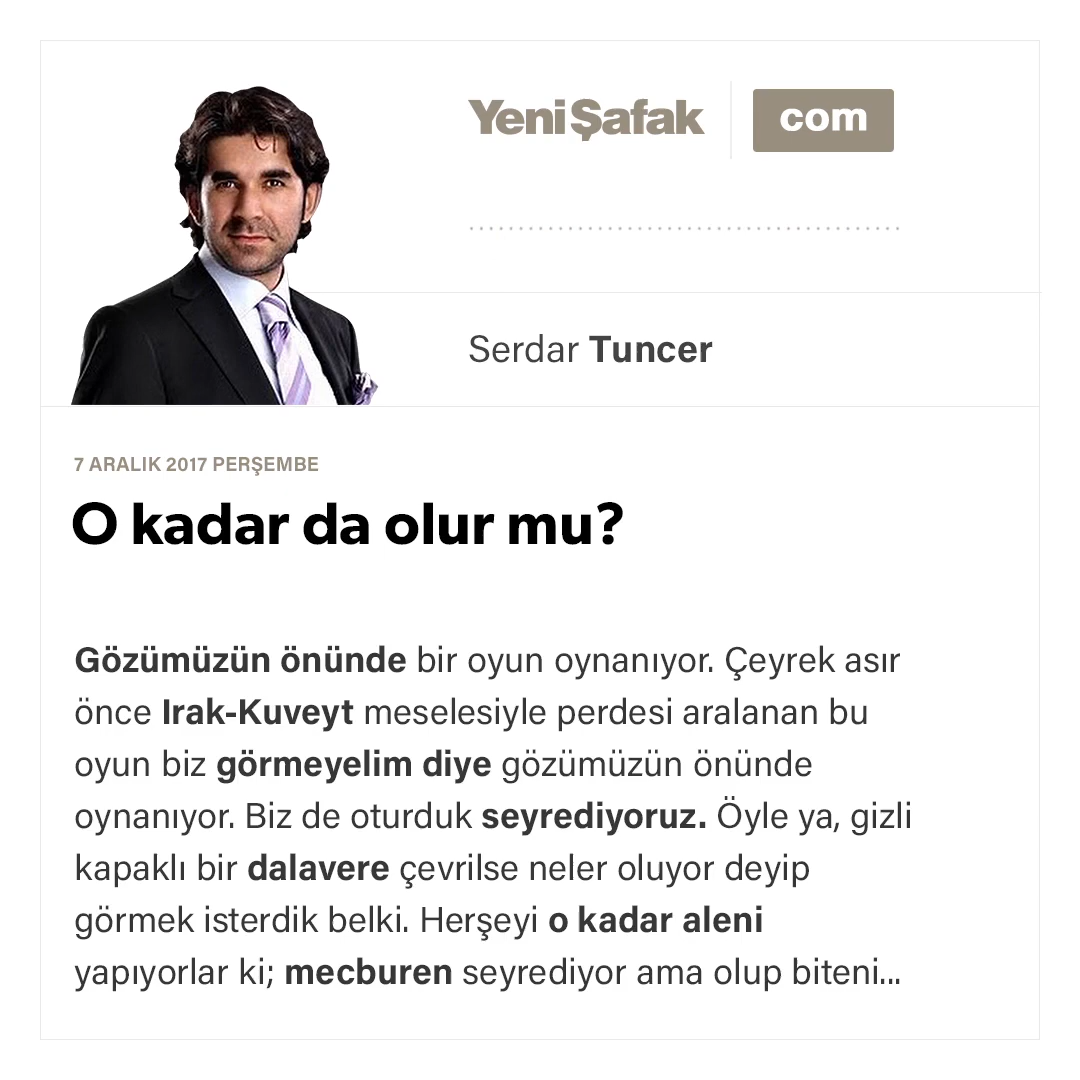 YeniŞafak com
Serdar Tuncer
7 ARALIK 2017 PERŞEMBE
O kadar da olur mu?
Gözümüzün önünde bir oyun oynanıyor. Çeyrek asır
önce Irak-Kuveyt meselesiyle perdesi aralanan bu
oyun biz görmeyelim diye gözümüzün önünde
oynanıyor. Biz de oturduk seyrediyoruz. Öyle ya, gizli
kapaklı bir dalavere çevrilse neler oluyor deyip
görmek isterdik belki. Herşeyi o kadar aleni
yapıyorlar ki; mecburen seyrediyor ama olup biteni...